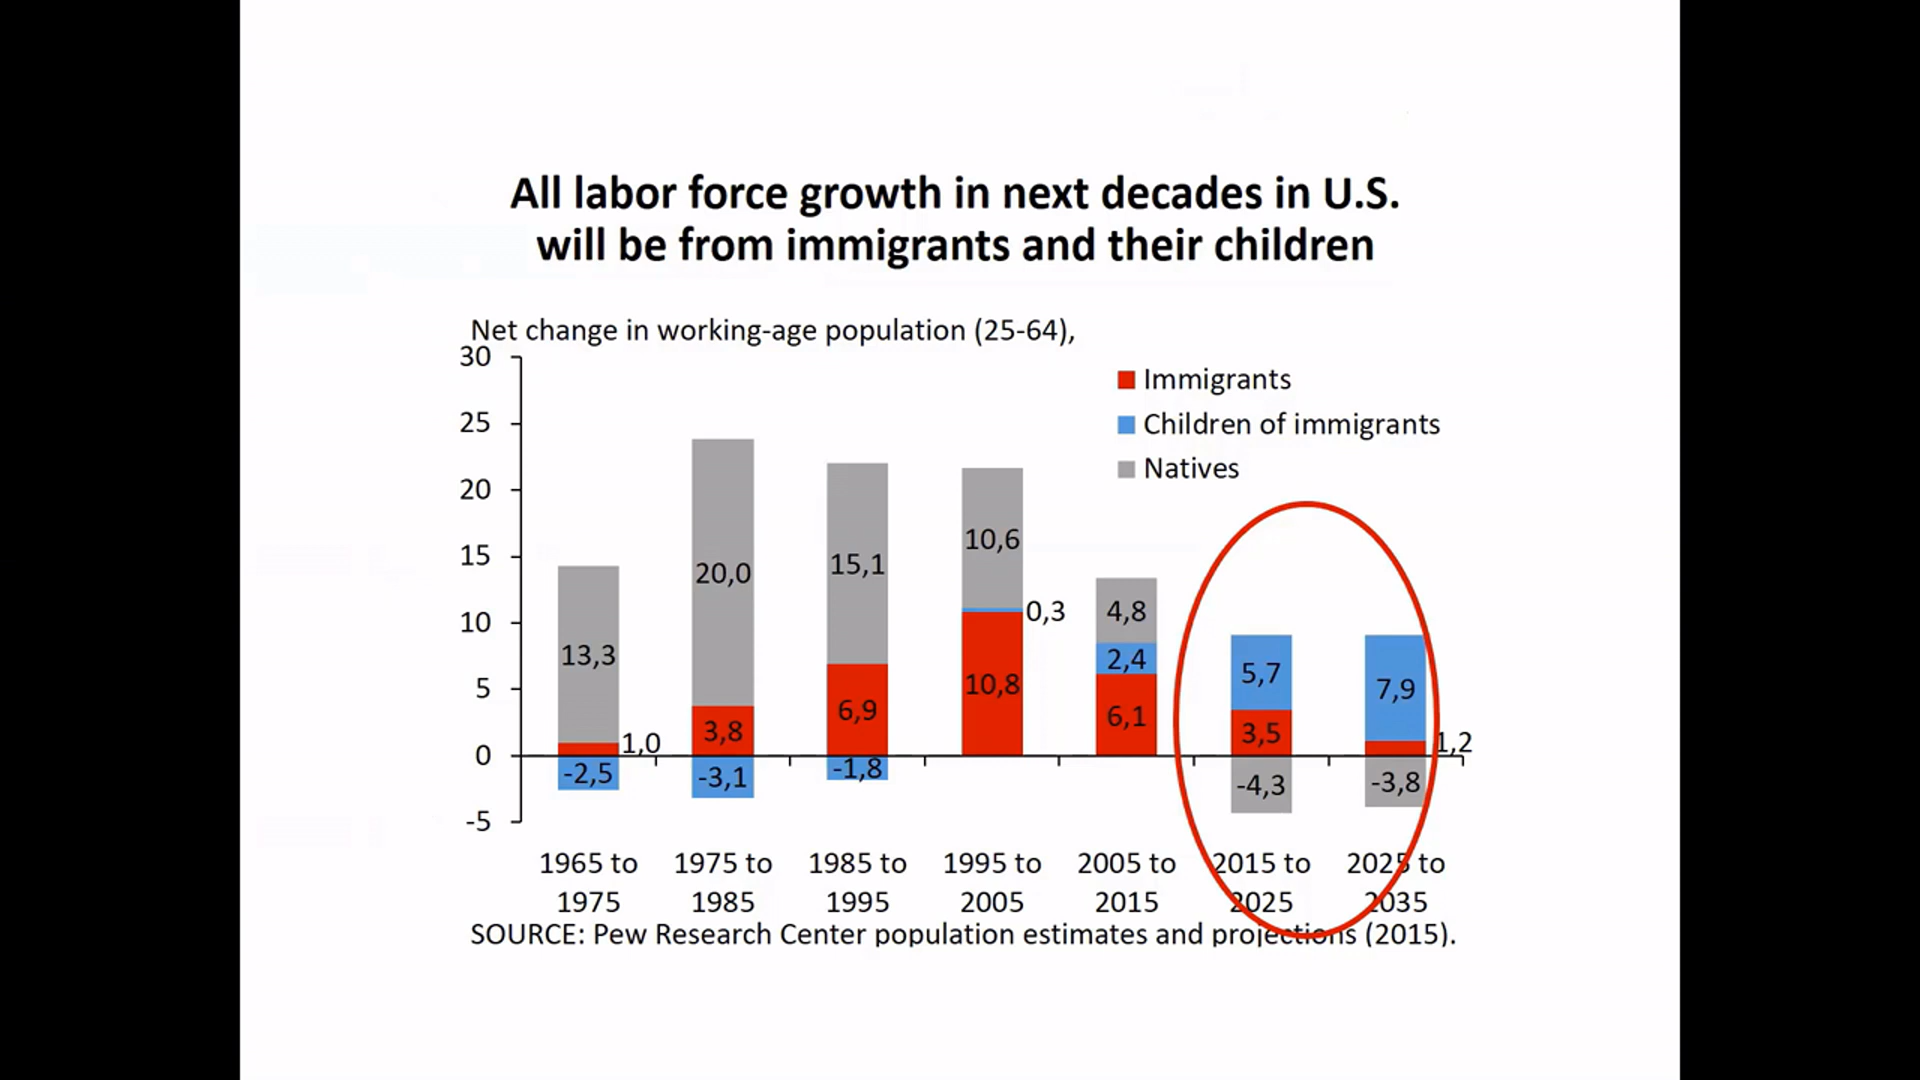 All labor force growth in next decades in U.S.
will be from immigrants and their children
Net change in working-age population (25-64),
30
25
20
15
10
5
0
-5
Immigrants
Children of immigrants
Natives
13,3
1,0
-2,5
20,0
3,8
-3,1
15,1
6,9
-1,8
10,6
0,3
10,8
4,8
2,4
6,1
5,7
3,5
-4,3
7,9
1,2
-3,8
1965 to
1975
1975 to
1985
1985 to
1995
1995 to
2005
2005 to
2015
2015 to
2025
2025 to
2035
SOURCE: Pew Research Center population estimates and projections (2015).